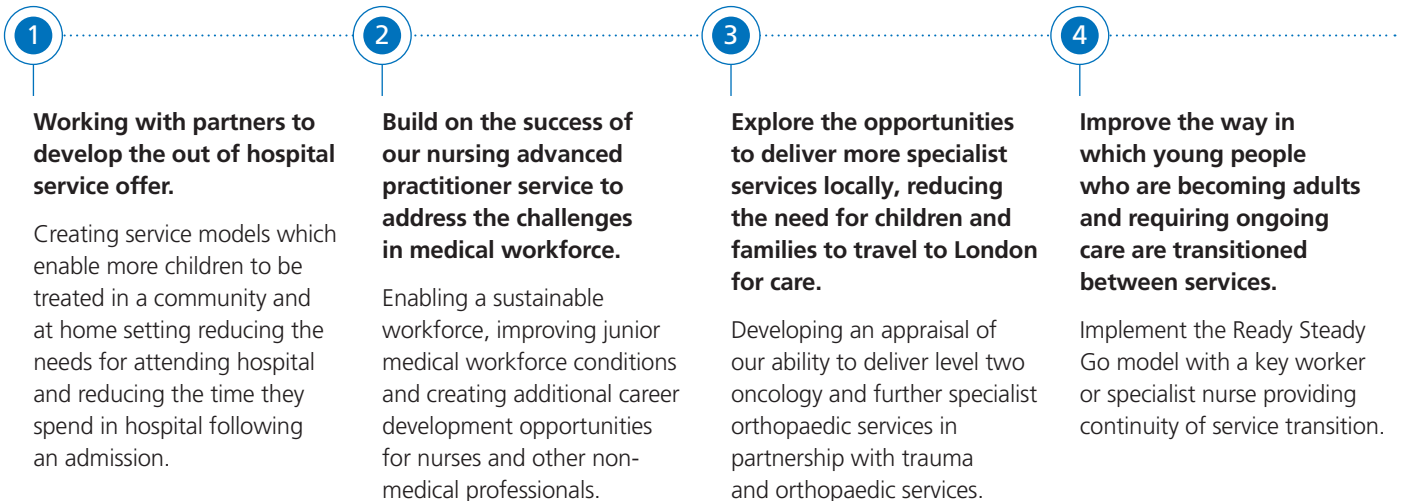 1
Working with partners to
develop the out of hospital
service offer.
Creating service models which
enable more children to be
treated in a community and
at home setting reducing the
needs for attending hospital
and reducing the time they
spend in hospital following
an admission.
2
Build on the success of
our nursing advanced
practitioner service to
address the challenges
in medical workforce.
Enabling a sustainable
workforce, improving junior
medical workforce conditions
and creating additional career
development opportunities
for nurses and other non-
medical professionals.
3
Explore the opportunities
to deliver more specialist
services locally, reducing
the need for children and
families to travel to London
for care.
Developing an appraisal of
our ability to deliver level two
oncology and further specialist
orthopaedic services in
partnership with trauma
and orthopaedic services.
4
Improve the way in
which young people
who are becoming adults
and requiring ongoing
care are transitioned
between services.
Implement the Ready Steady
Go model with a key worker
or specialist nurse providing
continuity of service transition.